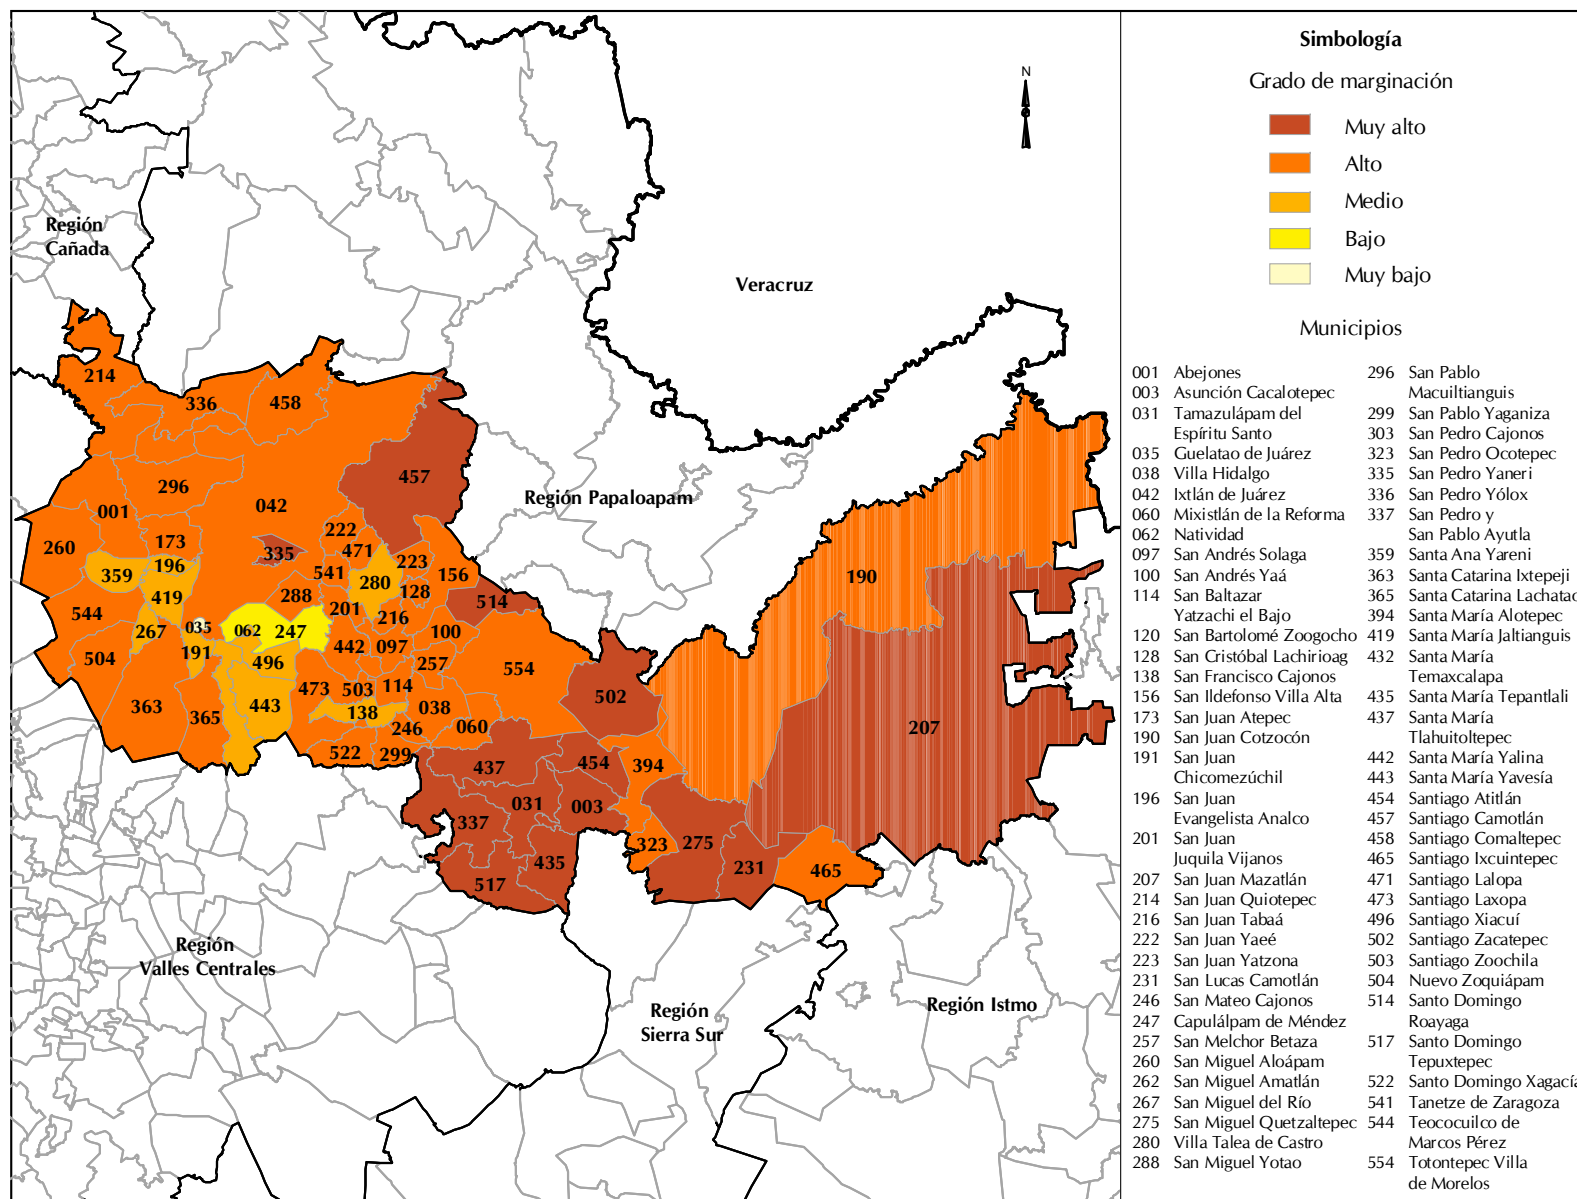 Simbología
Grado de marginación
Muy alto
Alto
Medio
Bajo
Muy bajo
Municipios
001 Abejones
003 Asunción Cacalotepec
031 Tamazulápam del
Espíritu Santo
035 Guelatao de Juárez
038 Villa Hidalgo
042 Ixtlán de Juárez
060 Mixistlán de la Reforma
062 Natividad
097 San Andrés Solaga
100 San Andrés Yaá
114 San Baltazar
Yatzachi el Bajo
120 San Bartolomé Zoogocho
128 San Cristóbal Lachirioag
138 San Francisco Cajonos
156 San Ildefonso Villa Alta
173 San Juan Atepec
190 San Juan Cotzocón
191 San Juan
Chicomezúchil
196 San Juan
Evangelista Analco
201 San Juan
Juquila Vijanos
207 San Juan Mazatlán
214 San Juan Quiotepec
216 San Juan Tabaá
222 San Juan Yaeé
223 San Juan Yatzona
231 San Lucas Camotlán
246 San Mateo Cajonos
247 Capulálpam de Méndez
257 San Melchor Betaza
260 San Miguel Aloápam
262 San Miguel Amatlán
267 San Miguel del Río
275 San Miguel Quetzaltepec
280 Villa Talea de Castro
288 San Miguel Yotao
296 San Pablo
Macuiltianguis
299 San Pablo Yaganiza
303 San Pedro Cajonos
323 San Pedro Ocotepec
335 San Pedro Yaneri
336 San Pedro Yólox
337 San Pedro y
San Pablo Ayutla
359 Santa Ana Yareni
363 Santa Catarina Ixtepeji
365 Santa Catarina Lachatao
394 Santa María Alotepec
419 Santa María Jaltianguis
432 Santa María
Temaxcalapa
435 Santa María Tepantlali
437 Santa María
Tlahuitoltepec
442 Santa María Yalina
443 Santa María Yavesía
454 Santiago Atitlán
457 Santiago Camotlán
458 Santiago Comaltepec
465 Santiago Ixcuintepec
471 Santiago Lalopa
473 Santiago Laxopa
496 Santiago Xiacuí
502 Santiago Zacatepec
503 Santiago Zoochila
504 Nuevo Zoquiápam
514 Santo Domingo
Roayaga
517 Santo Domingo
Tepuxtepec
522 Santo Domingo Xagacía
541 Tanetze de Zaragoza
544 Teococuilco de
Marcos Pérez
554 Totontepec Villa
de Morelos
N
Región
Cañada
Veracruz
Región Papaloapam
Región
Valles Centrales
Región
Sierra Sur
Región Istmo
214
336
458
457
296
042
001
222
260
173
335
471
223
359
196
541
280
156
190
288
128
514
419
544
201
216
267
035
062
247
100
191
442
097
504
496
257
554
473
503
114
502
363
365
443
138
038
246
060
207
522
299
437
454
394
031
003
337
323
275
435
231
465
517